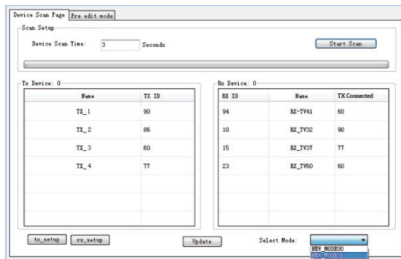 Device Scan Page Pre edit mode
Scan Setup
Device Scan Time: 3 Seconds Start Scan
Tx Device: 0 Rx Device: 0
Name TX ID RX ID Name TX Connected
TX_1 90 94 RX-TV41 60
TX_2 86 10 RX_TV32 90
TX_3 60 15 RX_TV37 77
TX_4 77 23 RX_TV60 60
tx_setup rx_setup Update Select Mode:
NEW_MODE00